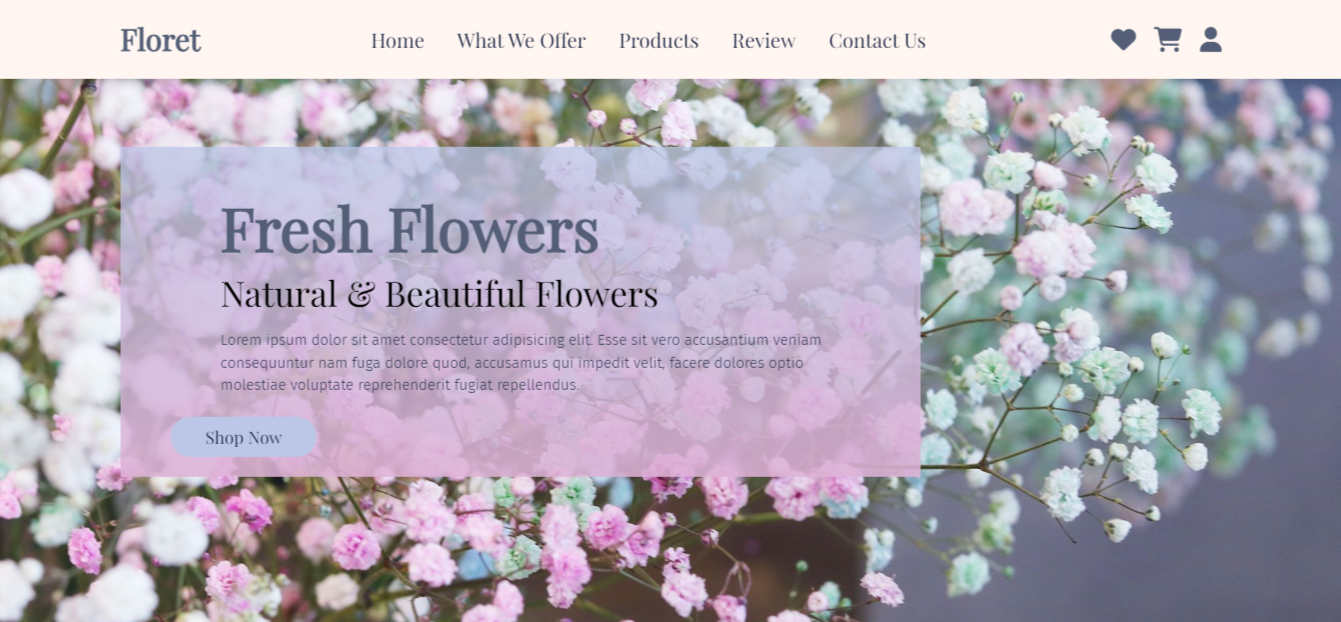 Floret
Home What We Offer Products Review Contact Us
Fresh Flowers
Natural & Beautiful Flowers
Lorem ipsum dolor sit amet consectetur adipisicing elit. Esse sit vero accusantium veniam
consequuntur nam fuga dolore quod, accusamus qui impedit velit, facere dolores optio
molestiae voluptate reprehenderit fugiat repellendus.
Shop Now